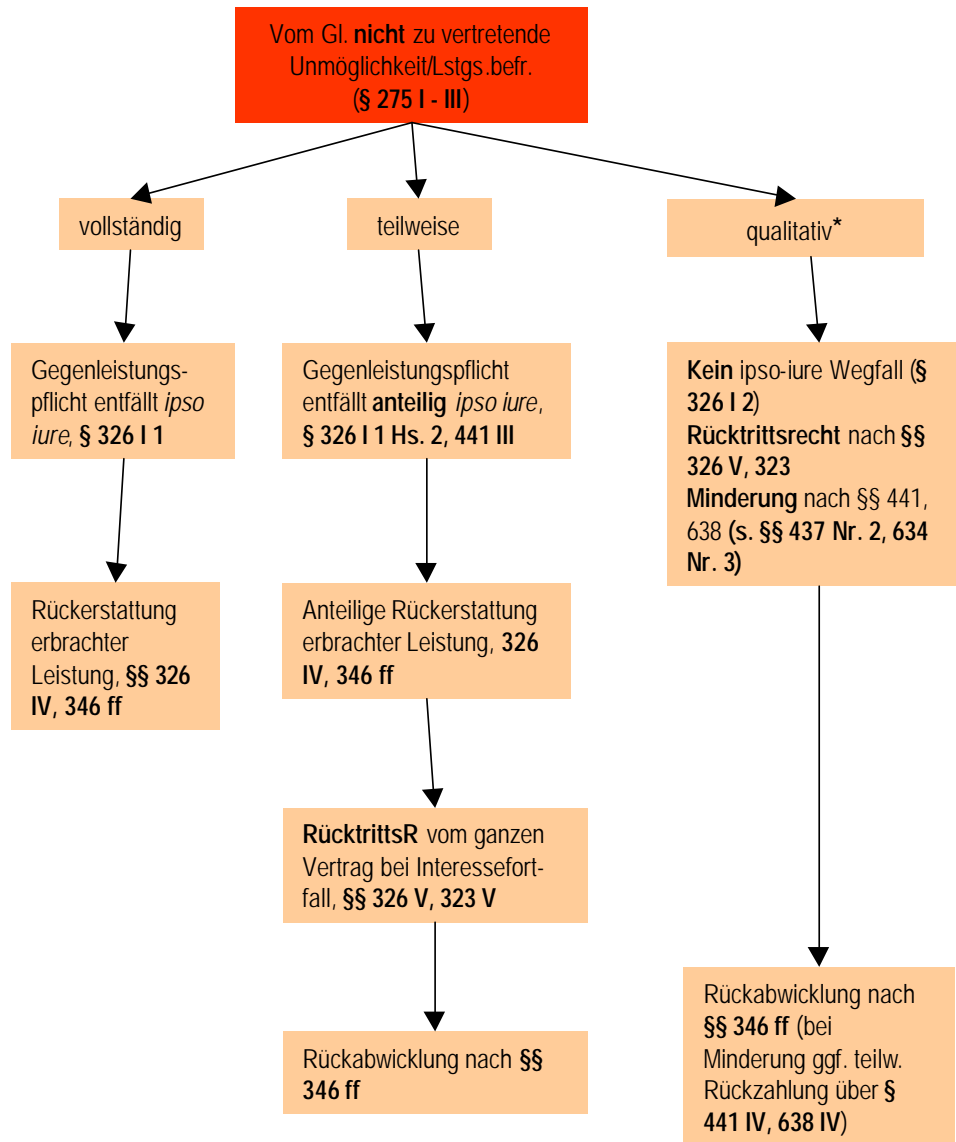 Vom Gl. nicht zu vertretende
Unmöglichkeit/Lstgs.befr.
(§ 275 I - III)
vollständig
teilweise
qualitativ*
Gegenleistungs-
pflicht entfällt ipso
iure, § 326 I 1
Gegenleistungspflicht
entfällt anteilig ipso iure,
§ 326 I 1 Hs. 2, 441 III
Kein ipso-iure Wegfall (§
326 I 2)
Rücktrittsrecht nach §§
326 V, 323
Minderung nach §§ 441,
638 (s. §§ 437 Nr. 2, 634
Nr. 3)
Rückerstattung
erbrachter
Leistung, §§ 326
IV, 346 ff
Anteilige Rückerstattung
erbrachter Leistung, 326
IV, 346 ff
RücktrittsR vom ganzen
Vertrag bei Interessefort-
fall, §§ 326 V, 323 V
Rückabwicklung nach §§
346 ff
Rückabwicklung nach
§§ 346 ff (bei
Minderung ggf. teilw.
Rückzahlung über §
441 IV, 638 IV)